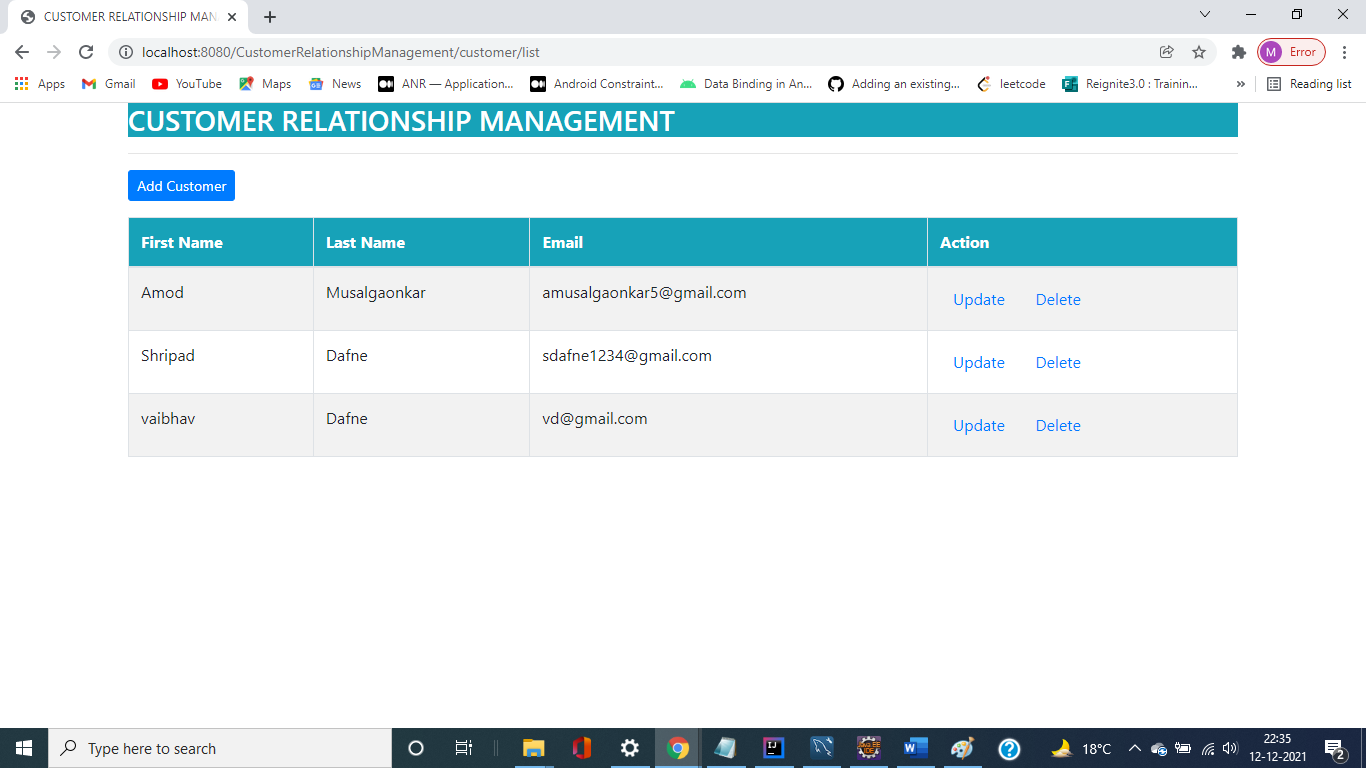 CUSTOMER RELATIONSHIP MAN
localhost:8080/CustomerRelationshipManagement/customer/list
M Error
Apps Gmail YouTube Maps News ANR — Application... Android Constraint... Data Binding in An... Adding an existing... leetcode Reignite3.0 : Trainin... » Reading list
CUSTOMER RELATIONSHIP MANAGEMENT
Add Customer
First Name Last Name Email Action
Amod Musalgaonkar amusalgaonkar5@gmail.com Update Delete
Shripad Dafne sdafne1234@gmail.com Update Delete
vaibhav Dafne vd@gmail.com Update Delete
Type here to search
18°C
22:35
12-12-2021
2